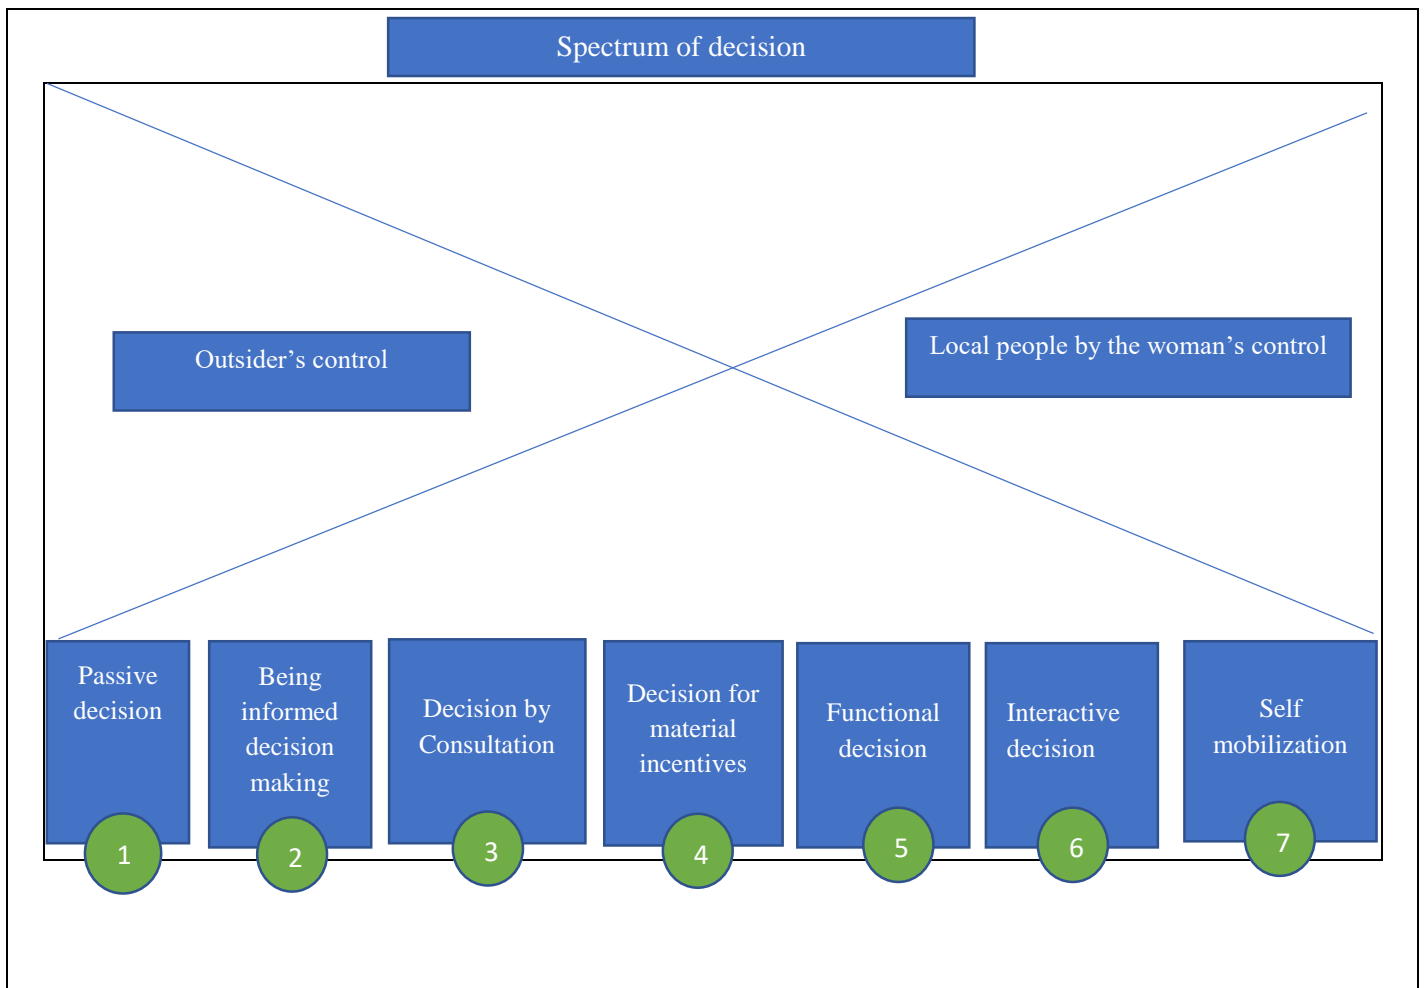 Spectrum of decision
Outsider’s control
Local people by the woman’s control
Passive
decision
Being
informed
decision
making
Decision by
Consultation
Decision for
material
incentives
Functional
decision
Interactive
decision
Self
mobilization
1
2
3
4
5
6
7